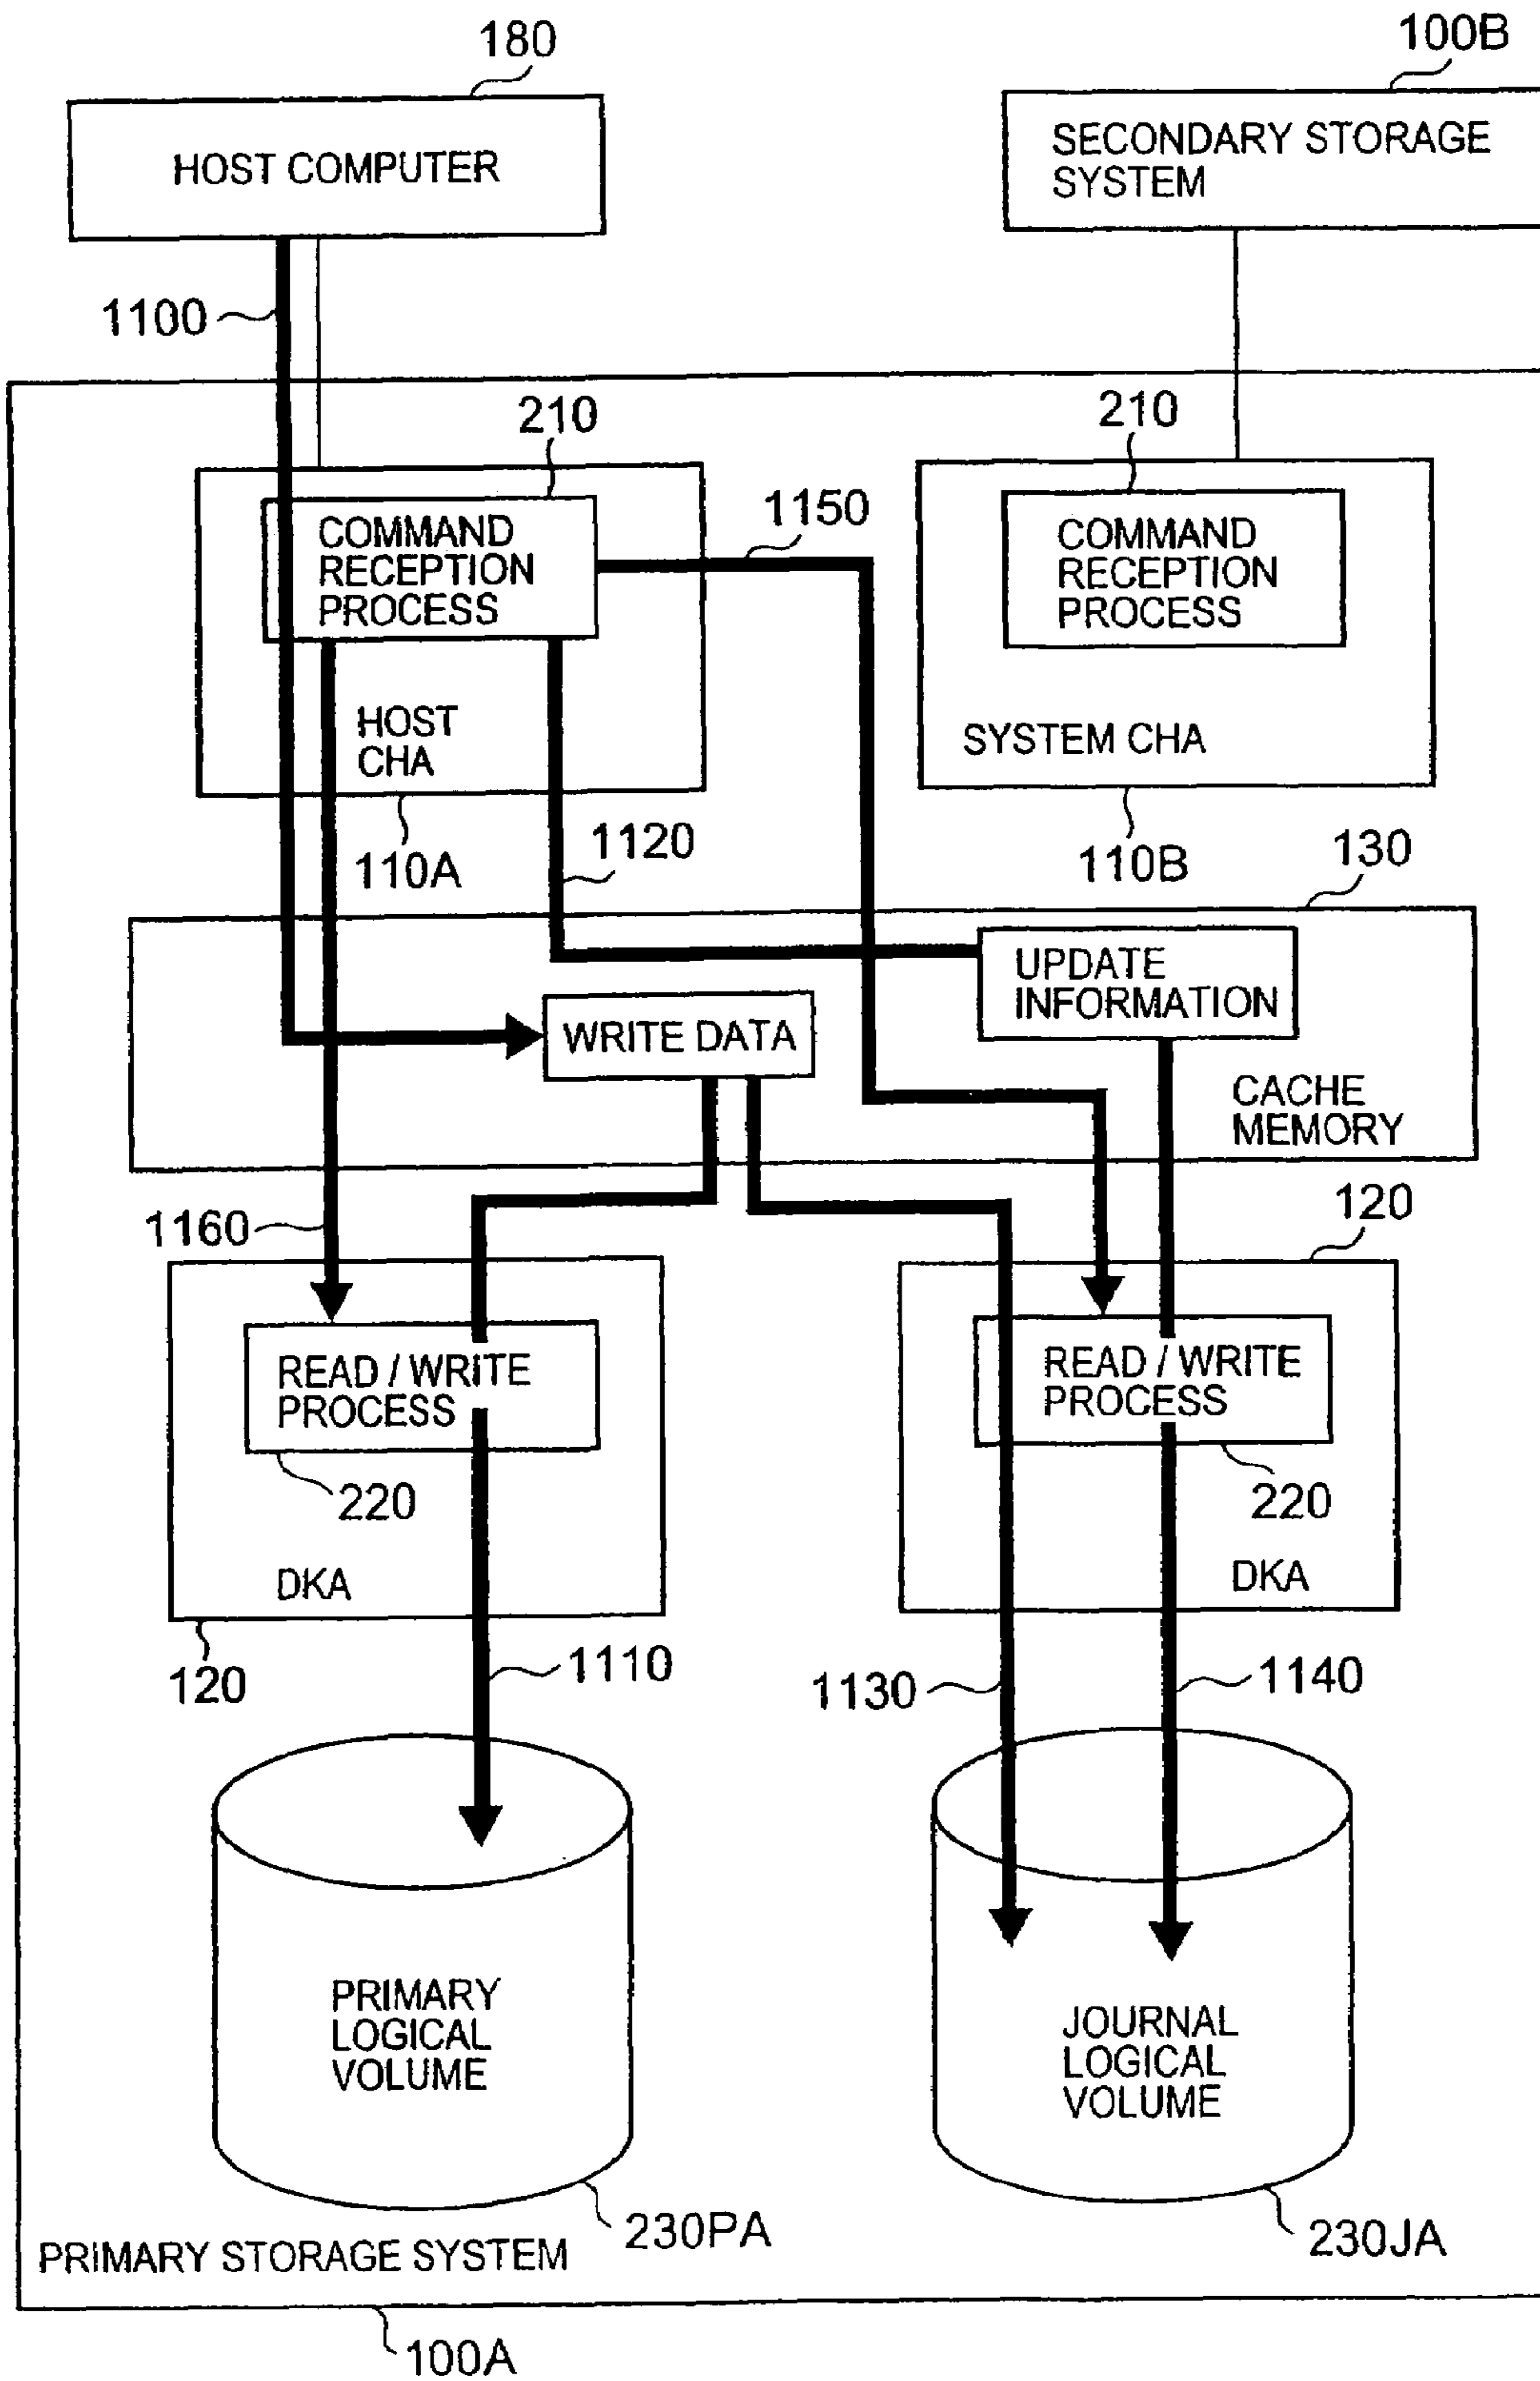 180
100B
HOST COMPUTER
SECONDARY STORAGE
SYSTEM
1100
210
210
COMMAND
RECEPTION
PROCESS
1150
COMMAND
RECEPTION
PROCESS
HOST
CHA
SYSTEM CHA
110A
1120
110B
130
UPDATE
INFORMATION
WRITE DATA
CACHE
MEMORY
1160
120
READ / WRITE
PROCESS
READ / WRITE
PROCESS
220
220
DKA
DKA
120
1110
1130
1140
PRIMARY
LOGICAL
VOLUME
JOURNAL
LOGICAL
VOLUME
230PA
230JA
PRIMARY STORAGE SYSTEM
100A